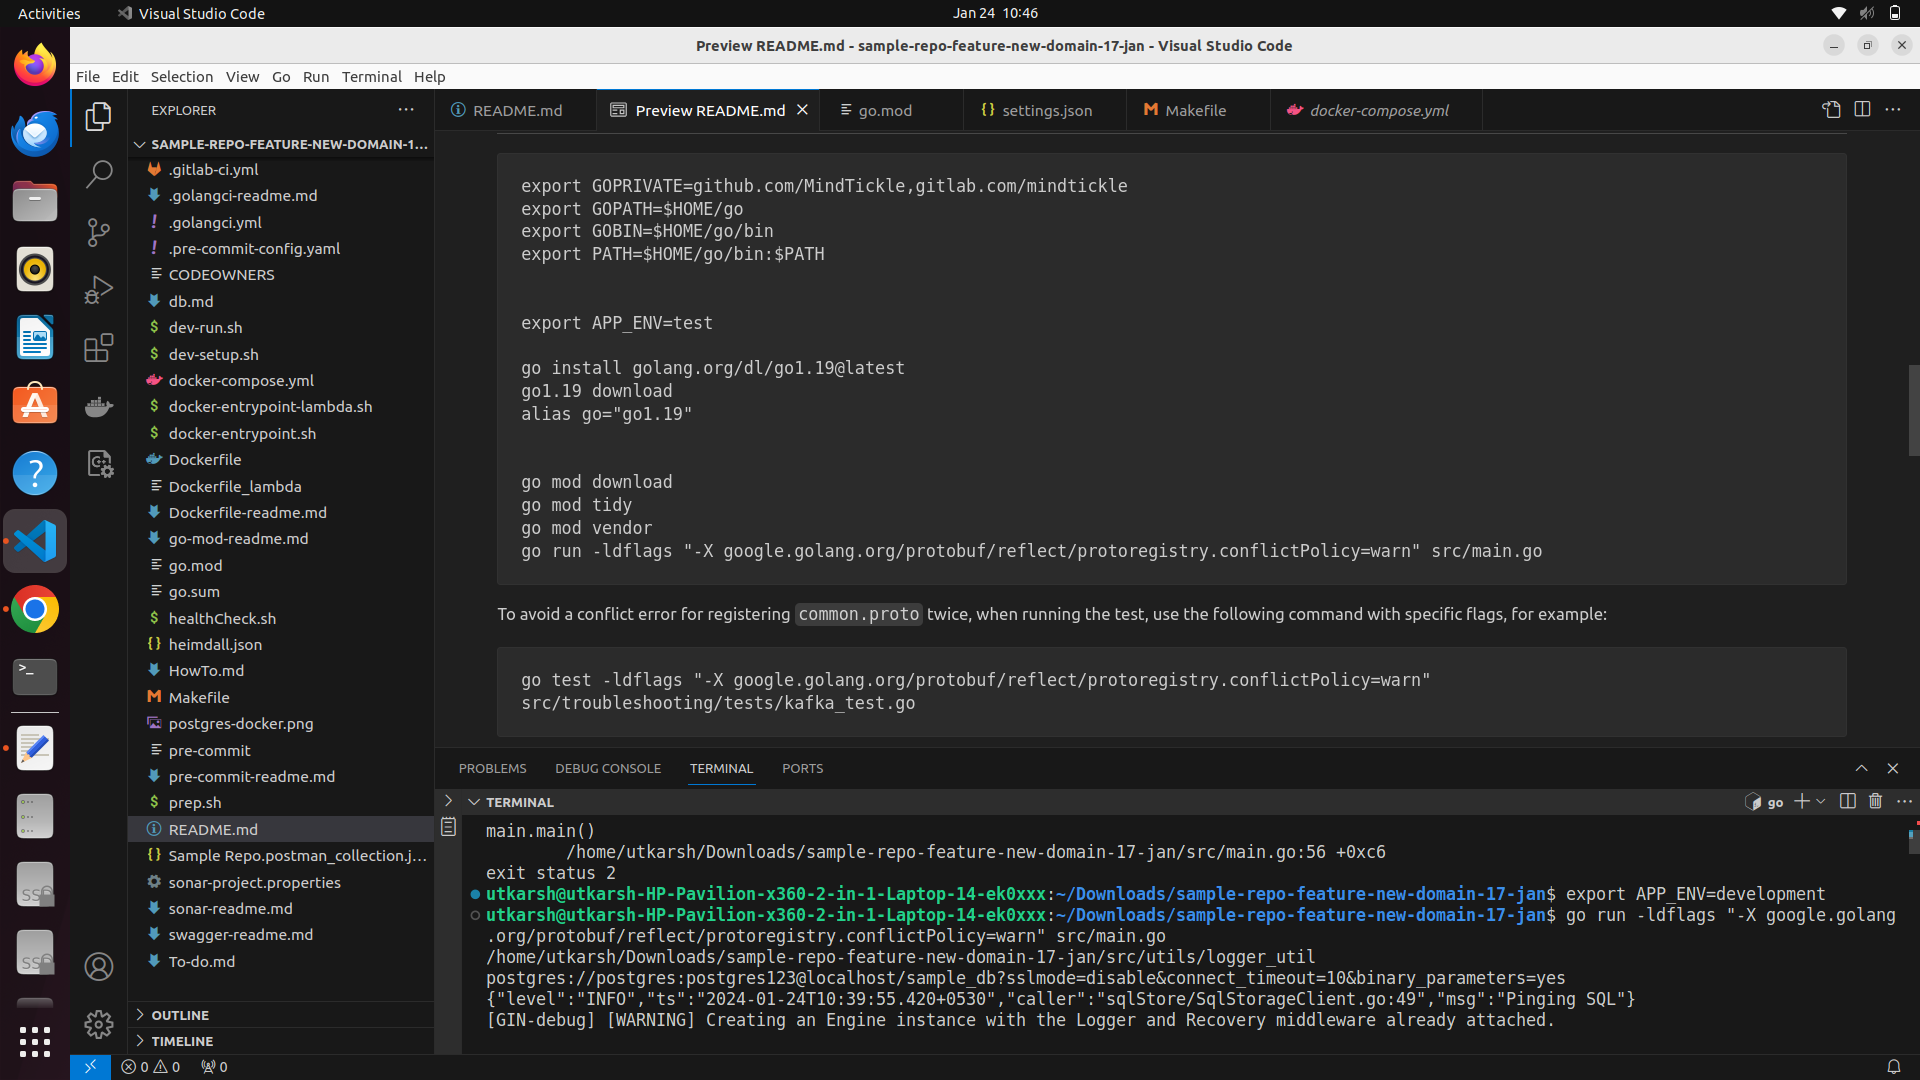 Activities
Visual Studio Code
Jan 24 10:46
Preview README.md - sample-repo-feature-new-domain-17-jan - Visual Studio Code
File Edit Selection View Go Run Terminal Help
EXPLORER
README.md
Preview README.md
go.mod
settings.json
Makefile
docker-compose.yml
SAMPLE-REPO-FEATURE-NEW-DOMAIN-1...
.gitlab-ci.yml
.golangci-readme.md
.golangci.yml
.pre-commit-config.yaml
CODEOWNERS
db.md
dev-run.sh
dev-setup.sh
docker-compose.yml
docker-entrypoint-lambda.sh
docker-entrypoint.sh
Dockerfile
Dockerfile_lambda
Dockerfile-readme.md
go-mod-readme.md
go.mod
go.sum
healthCheck.sh
heimdall.json
HowTo.md
Makefile
postgres-docker.png
pre-commit
pre-commit-readme.md
prep.sh
README.md
Sample Repo.postman_collection.j...
sonar-project.properties
sonar-readme.md
swagger-readme.md
To-do.md
OUTLINE
TIMELINE
export GOPRIVATE=github.com/MindTickle,gitlab.com/mindtickle
export GOPATH=$HOME/go
export GOBIN=$HOME/go/bin
export PATH=$HOME/go/bin:$PATH
export APP_ENV=test
go install golang.org/dl/go1.19@latest
go1.19 download
alias go="go1.19"
go mod download
go mod tidy
go mod vendor
go run -ldflags "-X google.golang.org/protobuf/reflect/protoregistry.conflictPolicy=warn" src/main.go
To avoid a conflict error for registering common.proto twice, when running the test, use the following command with specific flags, for example:
go test -ldflags "-X google.golang.org/protobuf/reflect/protoregistry.conflictPolicy=warn"
src/troubleshooting/tests/kafka_test.go
PROBLEMS DEBUG CONSOLE TERMINAL PORTS
TERMINAL
go
main.main()
/home/utkarsh/Downloads/sample-repo-feature-new-domain-17-jan/src/main.go:56 +0xc6
exit status 2
utkarsh@utkarsh-HP-Pavilion-x360-2-in-1-Laptop-14-ek0xxx:~/Downloads/sample-repo-feature-new-domain-17-jan$ export APP_ENV=development
utkarsh@utkarsh-HP-Pavilion-x360-2-in-1-Laptop-14-ek0xxx:~/Downloads/sample-repo-feature-new-domain-17-jan$ go run -ldflags "-X google.golang
.org/protobuf/reflect/protoregistry.conflictPolicy=warn" src/main.go
/home/utkarsh/Downloads/sample-repo-feature-new-domain-17-jan/src/utils/logger_util
postgres://postgres:postgres123@localhost/sample_db?sslmode=disable&connect_timeout=10&binary_parameters=yes
{"level":"INFO","ts":"2024-01-24T10:39:55.420+0530","caller":"sqlStore/SqlStorageClient.go:49","msg":"Pinging SQL"}
[GIN-debug] [WARNING] Creating an Engine instance with the Logger and Recovery middleware already attached.
0 0 0